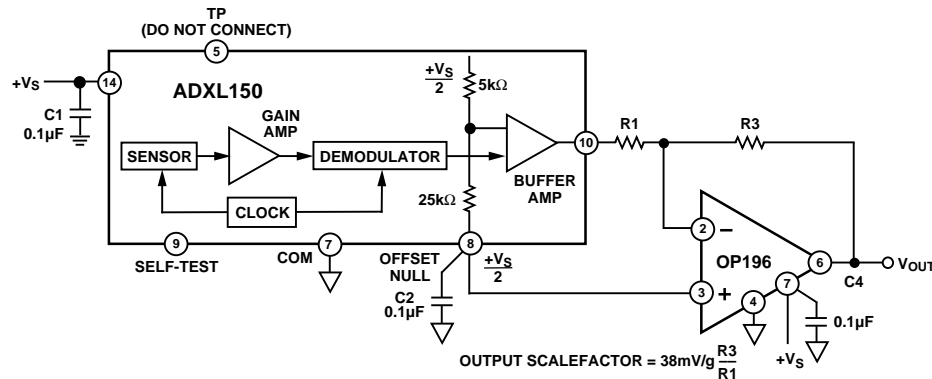 TP
(DO NOT CONNECT)
5
+VS
14
ADXL150
+VS
2
5kΩ
C1
0.1µF
GAIN
AMP
10
R1
R3
SENSOR
DEMODULATOR
BUFFER
AMP
25kΩ
CLOCK
2
−
OP196
6
VOUT
C4
9
SELF-TEST
7
COM
8
OFFSET
NULL
+VS
2
C2
0.1µF
3
+
4
7
0.1µF
+VS
OUTPUT SCALEFACTOR = 38mV/g R3
R1